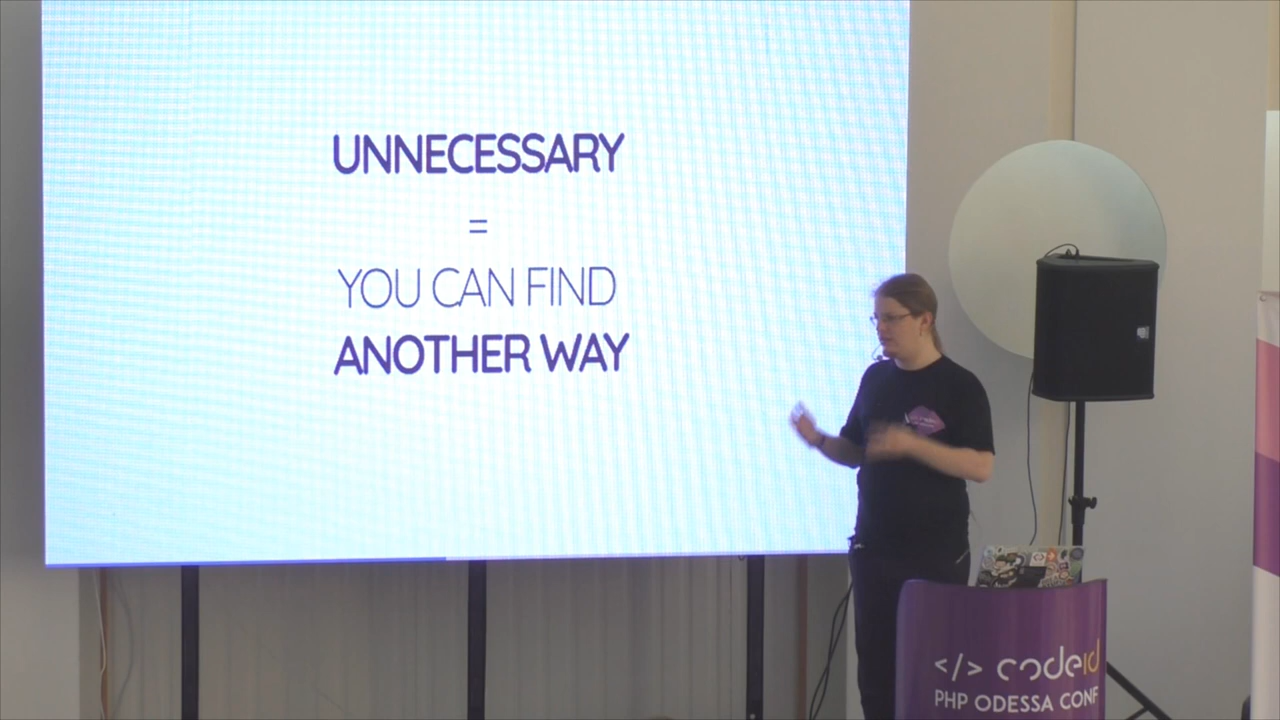 UNNECESSARY
=
YOU CAN FIND
ANOTHER WAY
</> codeid
PHP ODESSA CONF